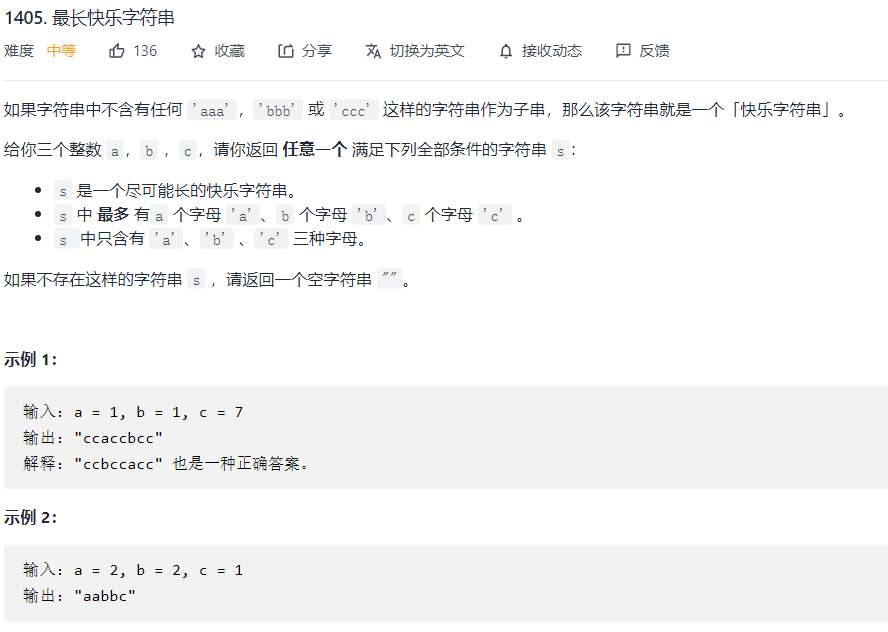 1405. 最长快乐字符串
难度 中等 136 收藏 分享 切换为英文 接收动态 反馈
如果字符串中不含有任何 'aaa'，'bbb' 或 'ccc' 这样的字符串作为子串，那么该字符串就是一个「快乐字符串」。
给你三个整数 a，b ，c，请你返回 任意一个 满足下列全部条件的字符串 s：
s 是一个尽可能长的快乐字符串。
s 中 最多 有a 个字母 'a'、b 个字母 'b'、c 个字母 'c' 。
s 中只含有 'a'、'b' 、'c' 三种字母。
如果不存在这样的字符串 s ，请返回一个空字符串 ""。
示例 1：
输入：a = 1, b = 1, c = 7
输出："ccaccbcc"
解释："ccbccacc" 也是一种正确答案。
示例 2：
输入：a = 2, b = 2, c = 1
输出："aabbc"